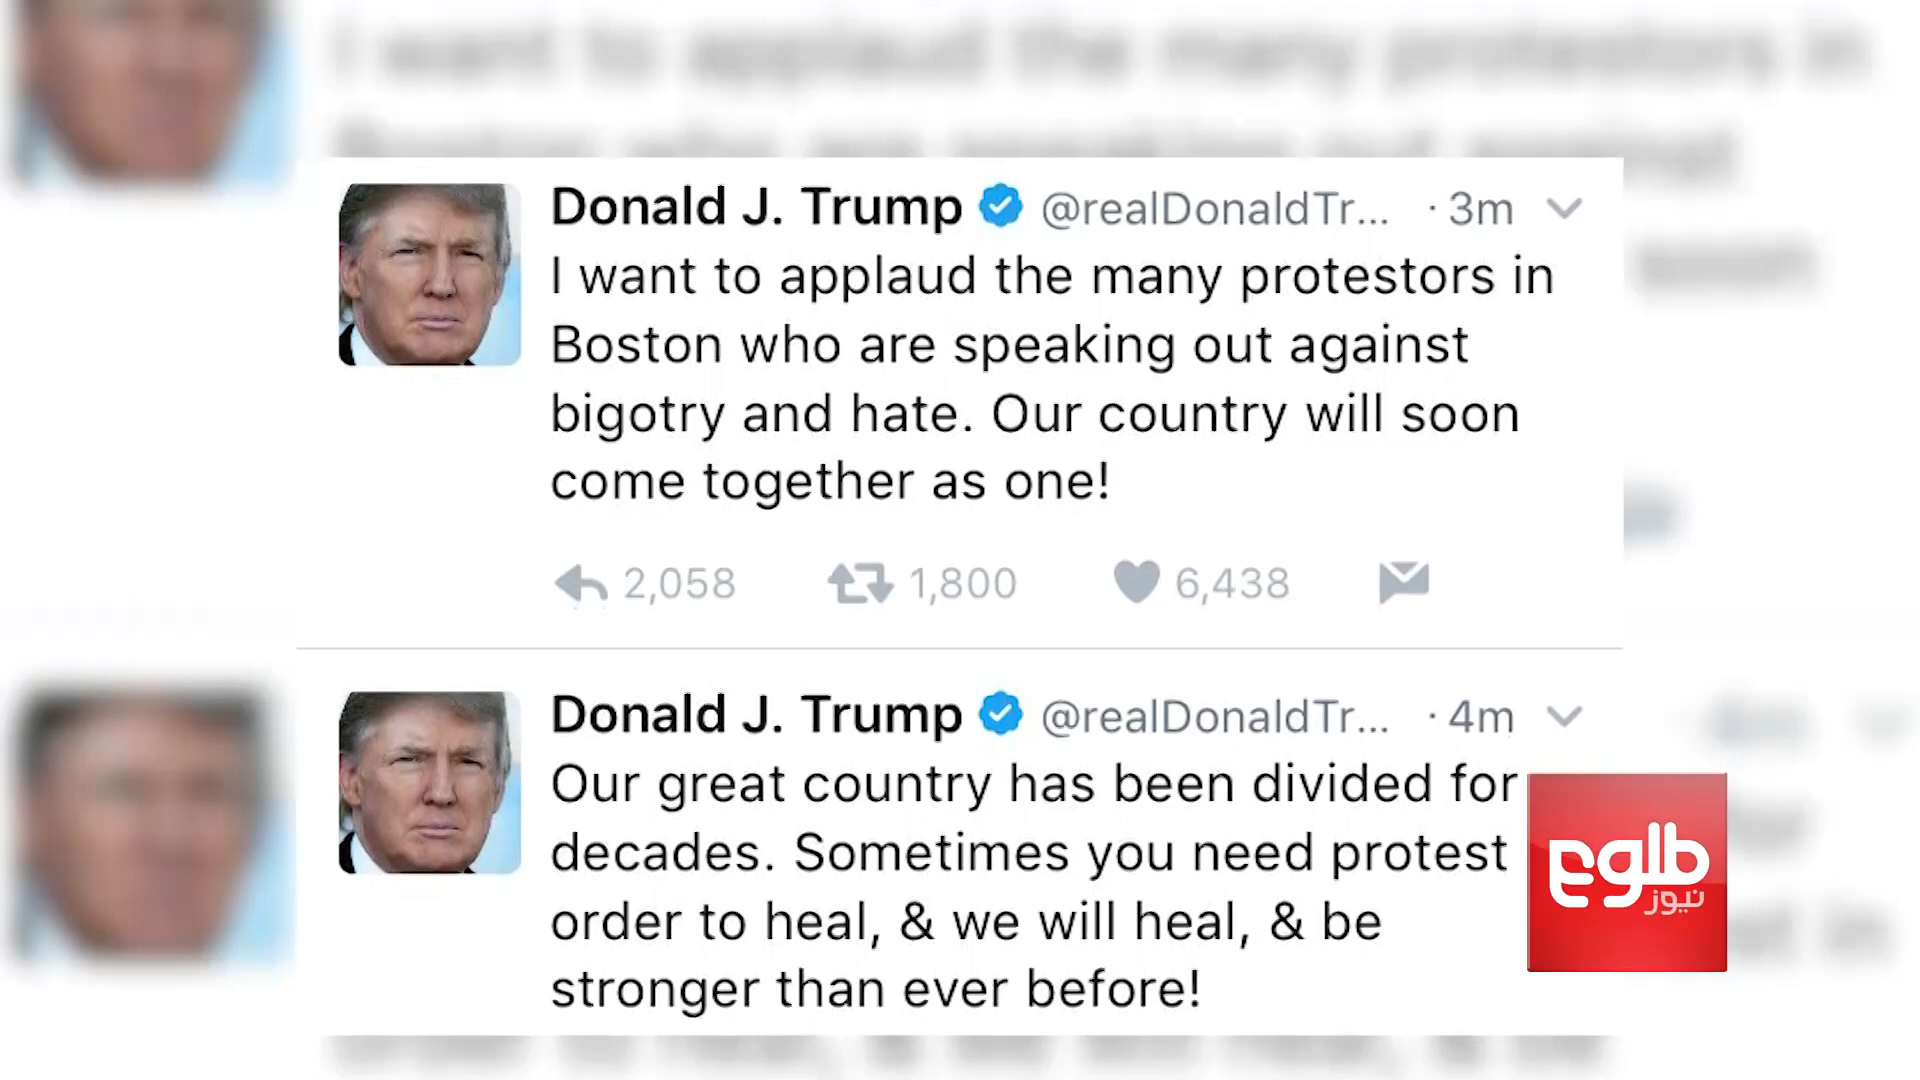 Donald J. Trump @realDonaldTr... · 3m
I want to applaud the many protestors in
Boston who are speaking out against
bigotry and hate. Our country will soon
come together as one!
2,058 1,800 6,438
Donald J. Trump @realDonaldTr... · 4m
Our great country has been divided for
decades. Sometimes you need protest
order to heal, & we will heal, & be
stronger than ever before!
طلوع
نیوز